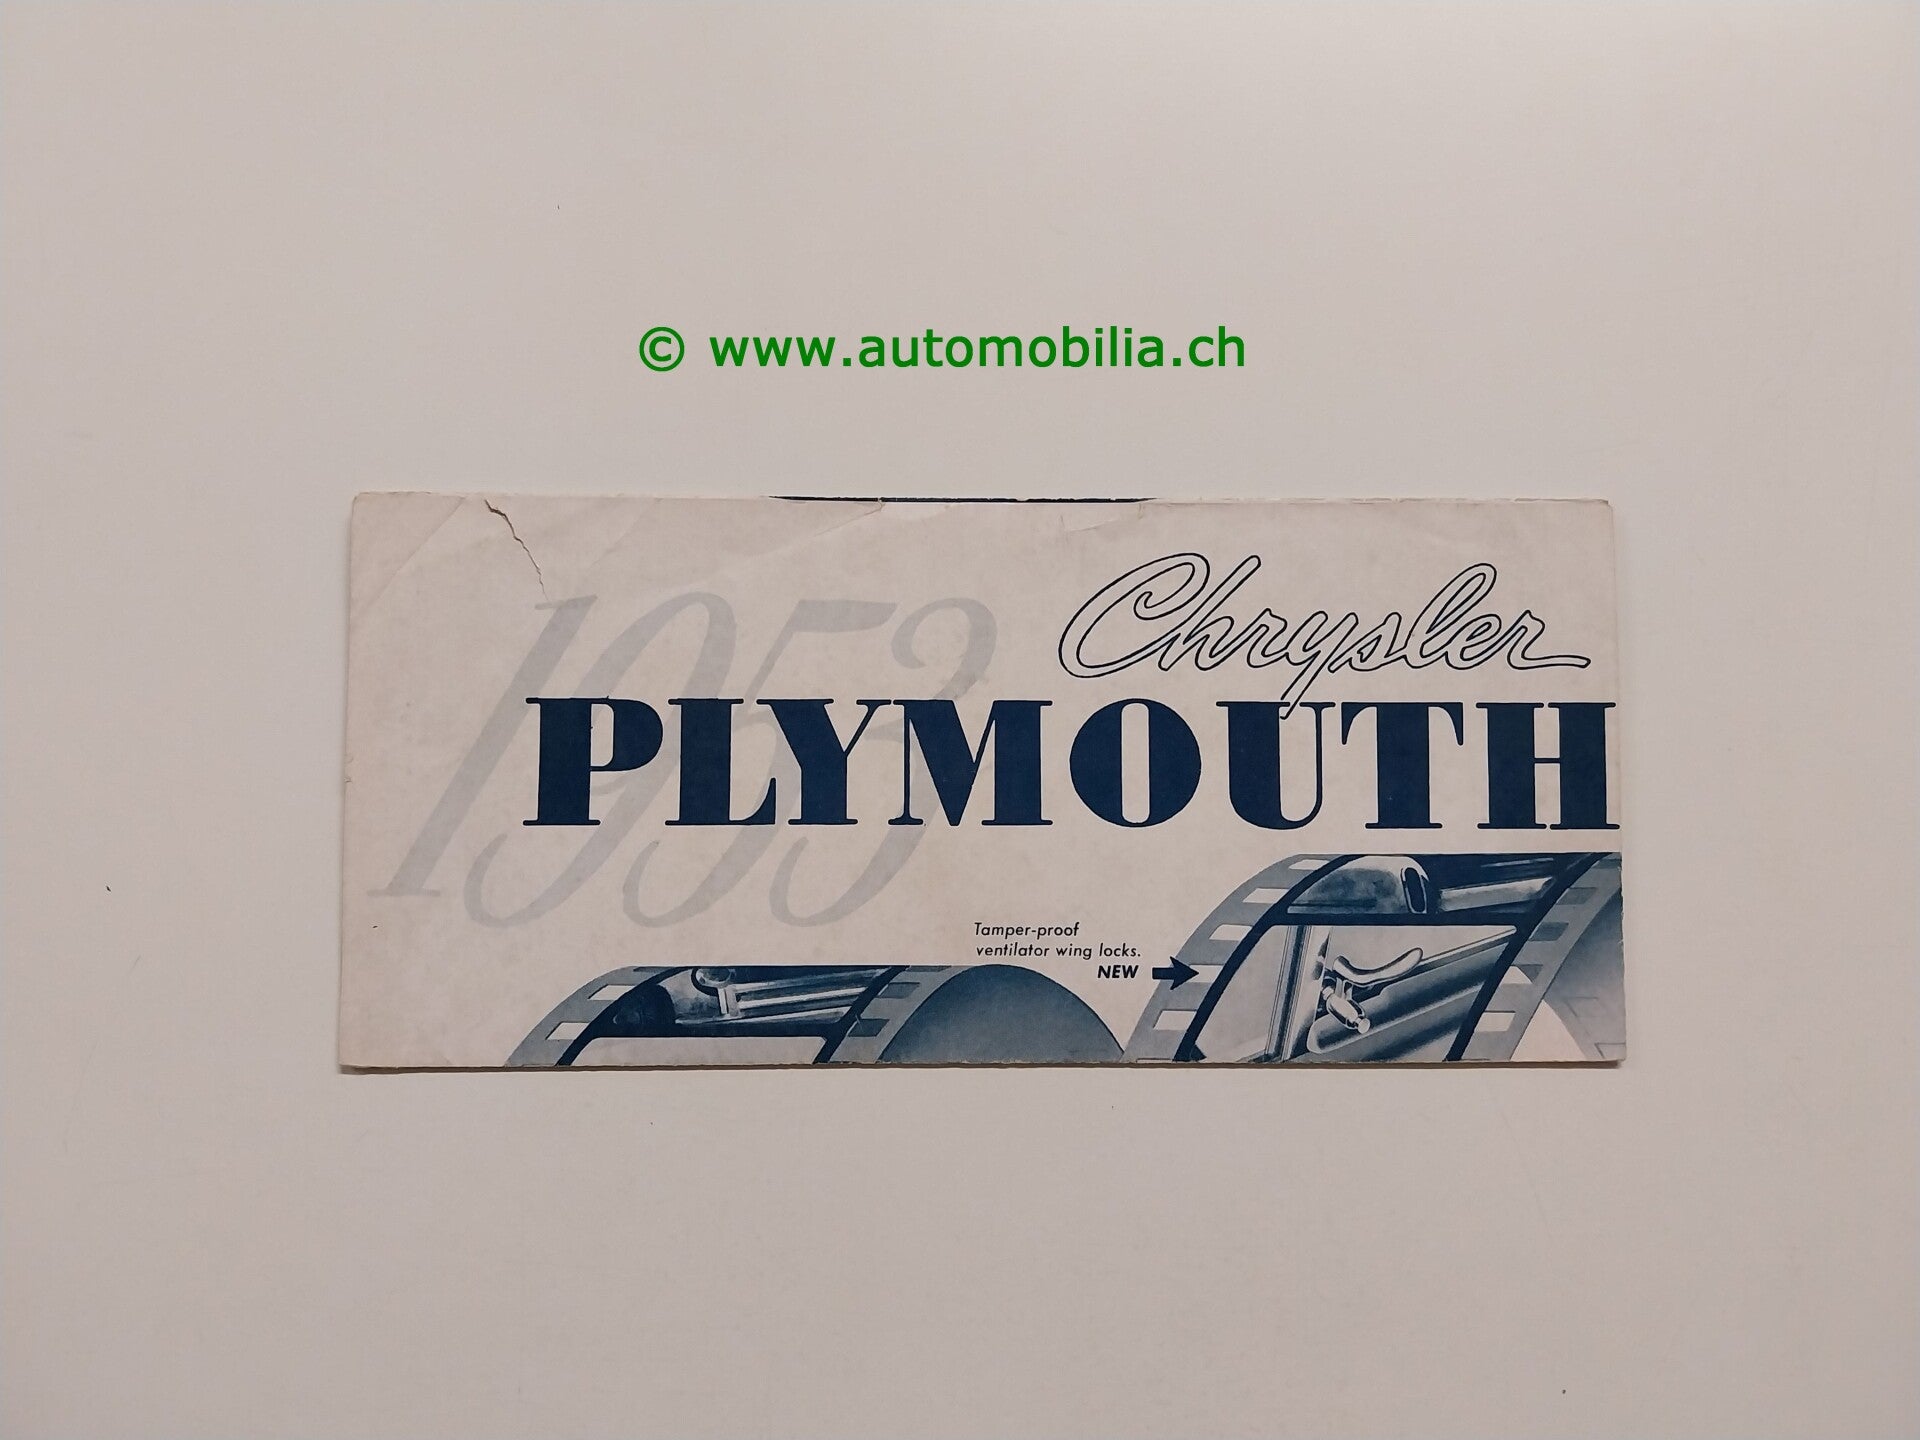 © www.automobilia.ch
1953
Chrysler
PLYMOUTH
Tamper-proof
ventilator wing locks.
NEW